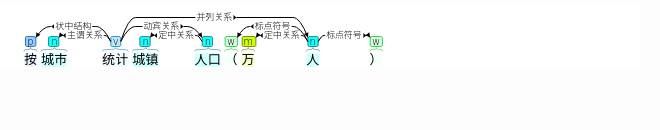 并列关系
状中结构 动宾关系 标点符号
主谓关系 定中关系 定中关系 标点符号
p n v n n w m n w
按 城市 统计 城镇 人口 （ 万 人 ）